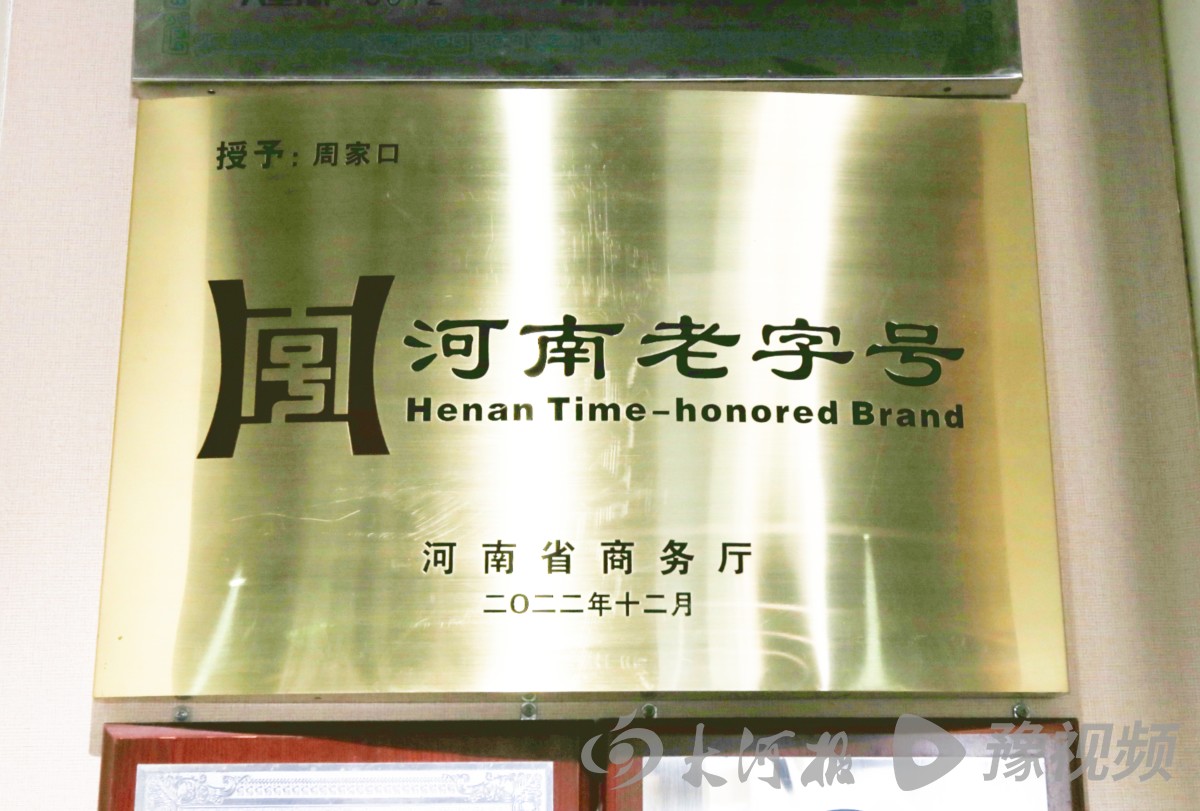 授予：周家口
河南老字号
Henan Time-honored Brand
河南省商务厅
二〇二二年十二月
大河报 豫视频